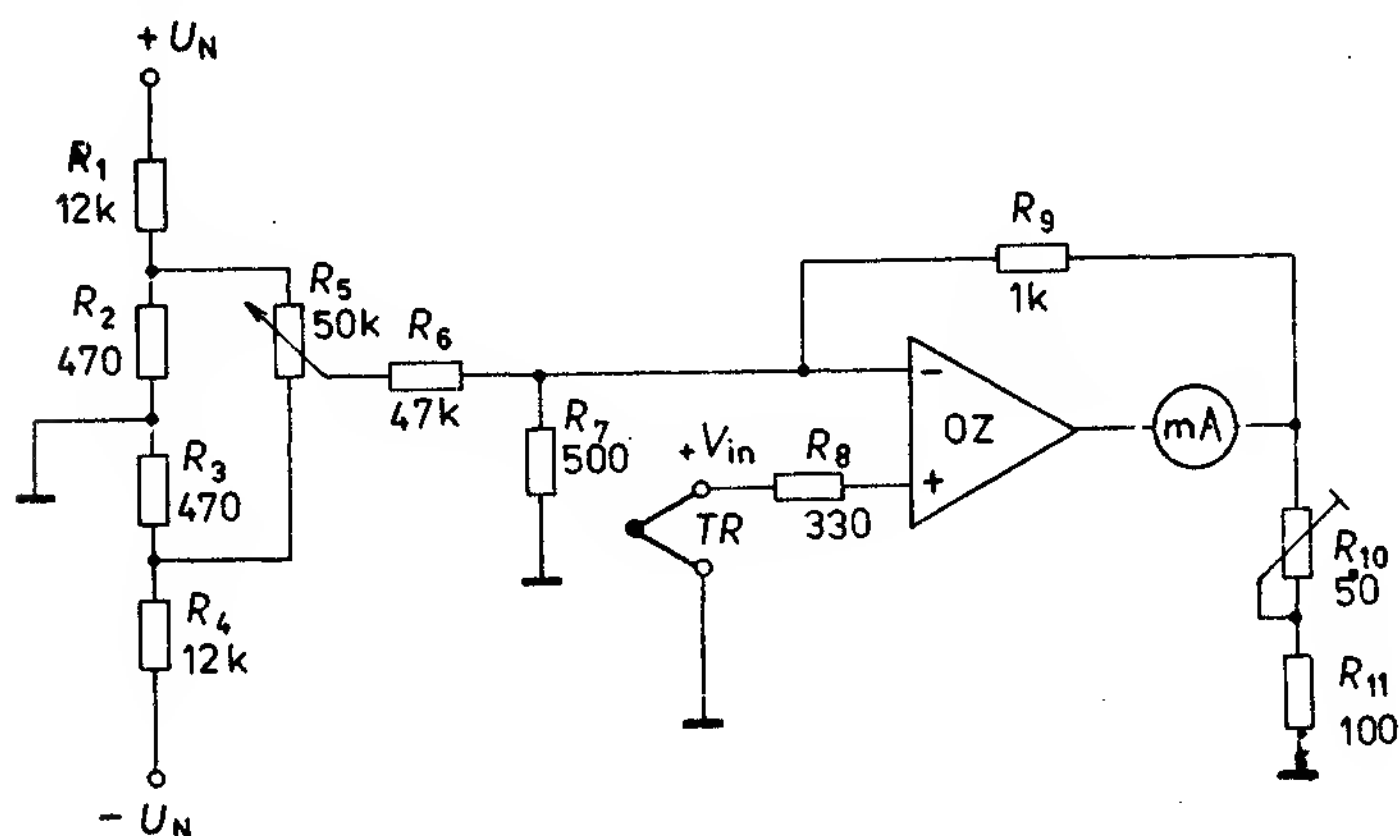 + U_N
R_1
12k
R_2
470
R_5
50k
R_6
47k
R_3
470
R_4
12k
- U_N
R_7
500
+V_in
TR
R_8
330
OZ
-
+
R_9
1k
mA
R_10
50
R_11
100